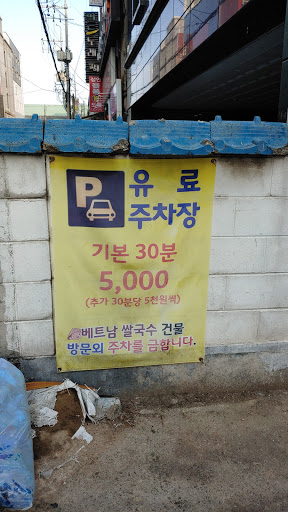 P
유 료
주차장
기본 30분
5,000
(추가 30분당 5천원씩)
베트남 쌀국수 건물
방문외 주차를 금합니다.